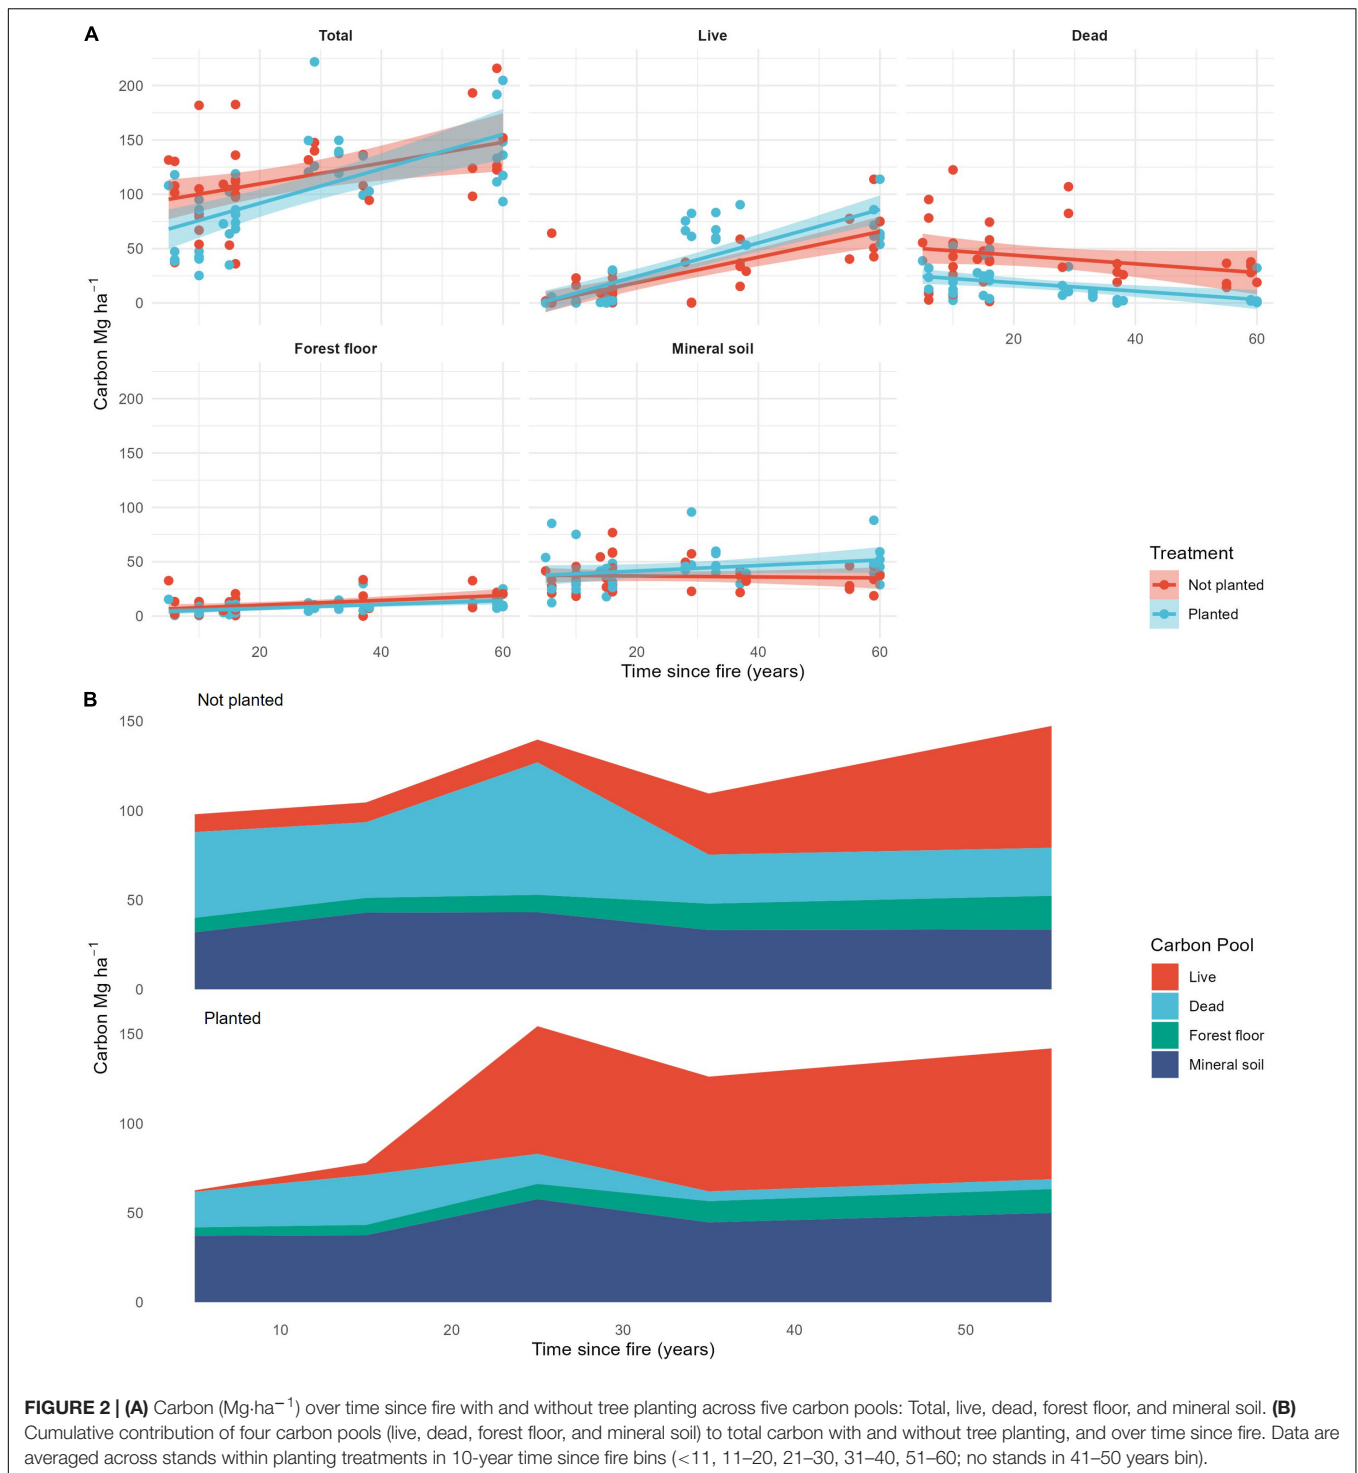 A
Total
Live
Dead
200
150
100
50
0
20
40
60
Forest floor
Mineral soil
200
150
100
50
0
20
40
60
20
40
60
Carbon Mg ha⁻¹
Time since fire (years)
Treatment
Not planted
Planted
B
Not planted
150
100
50
0
Planted
150
100
50
0
10
20
30
40
50
Carbon Mg ha⁻¹
Time since fire (years)
Carbon Pool
Live
Dead
Forest floor
Mineral soil
FIGURE 2 | (A) Carbon (Mg·ha⁻¹) over time since fire with and without tree planting across five carbon pools: Total, live, dead, forest floor, and mineral soil. (B)
Cumulative contribution of four carbon pools (live, dead, forest floor, and mineral soil) to total carbon with and without tree planting, and over time since fire. Data are
averaged across stands within planting treatments in 10-year time since fire bins (<11, 11–20, 21–30, 31–40, 51–60; no stands in 41–50 years bin).